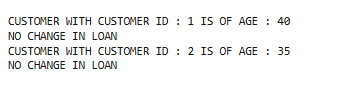 CUSTOMER WITH CUSTOMER ID : 1 IS OF AGE : 40
NO CHANGE IN LOAN
CUSTOMER WITH CUSTOMER ID : 2 IS OF AGE : 35
NO CHANGE IN LOAN